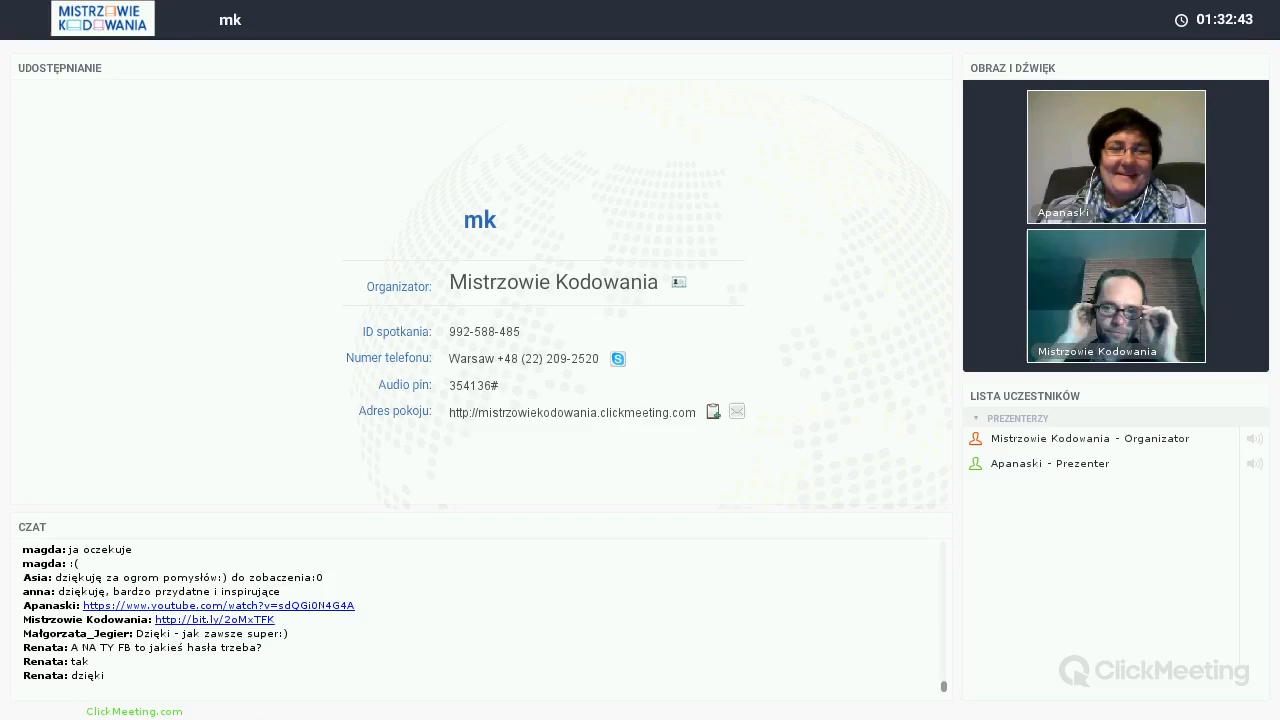 MISTRZOWIE
KODOWANIA
mk
01:32:43
UDOSTĘPNIANIE
mk
Organizator: Mistrzowie Kodowania
ID spotkania: 992-588-485
Numer telefonu: Warsaw +48 (22) 209-2520
Audio pin: 354136#
Adres pokoju: http://mistrzowiekodowania.clickmeeting.com
OBRAZ I DŹWIĘK
Apanaski
Mistrzowie Kodowania
LISTA UCZESTNIKÓW
PREZENTERZY
Mistrzowie Kodowania - Organizator
Apanaski - Prezenter
ClickMeeting
CZAT
magda: ja oczekuje
magda: :(
Asia: dziękuję za ogrom pomysłów:) do zobaczenia:0
anna: dziękuję, bardzo przydatne i inspirujące
Apanaski: https://www.youtube.com/watch?v=sdQGi0N4G4A
Mistrzowie Kodowania: http://bit.ly/2oMxTFK
Małgorzata_Jegier: Dzięki - jak zawsze super:)
Renata: A NA TY FB to jakieś hasła trzeba?
Renata: tak
Renata: dzięki
ClickMeeting.com